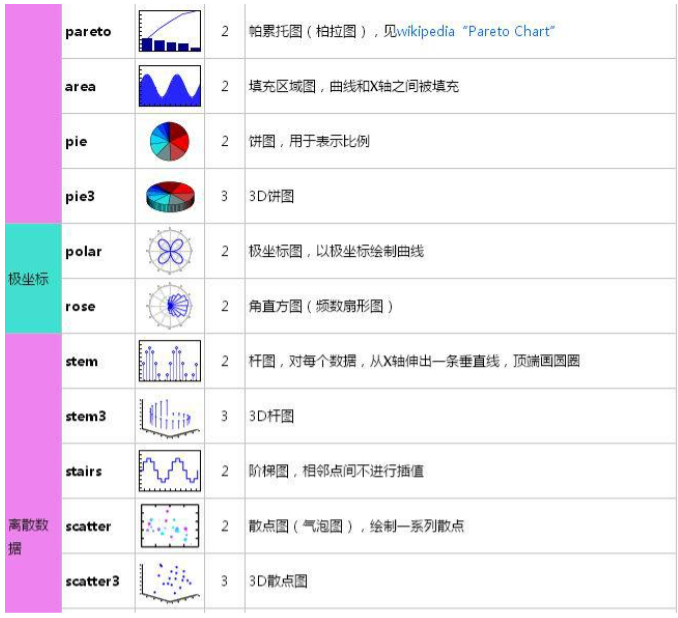 pareto 2 帕累托图（柏拉图），见wikipedia “Pareto Chart”
area 2 填充区域图，曲线和X轴之间被填充
pie 2 饼图，用于表示比例
pie3 3 3D饼图
极坐标
polar 2 极坐标图，以极坐标绘制曲线
rose 2 角直方图（频数扇形图）
stem 2 杆图，对每个数据，从X轴伸出一条垂直线，顶端画圆圈
stem3 3 3D杆图
stairs 2 阶梯图，相邻点间不进行插值
离散数
据
scatter 2 散点图（气泡图），绘制一系列散点
scatter3 3 3D散点图